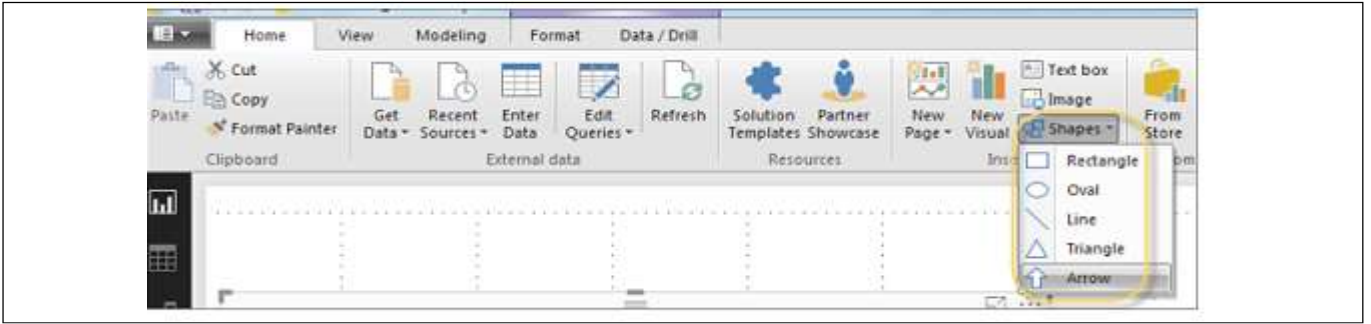 Home View Modeling Format Data / Drill
Cut
Copy
Format Painter
Paste
Clipboard
Get Data
Recent Sources
Enter Data
Edit Queries
Refresh
External data
Solution Templates
Partner Showcase
Resources
New Page
New Visual
Text box
Image
Shapes
From Store
Rectangle
Oval
Line
Triangle
Arrow